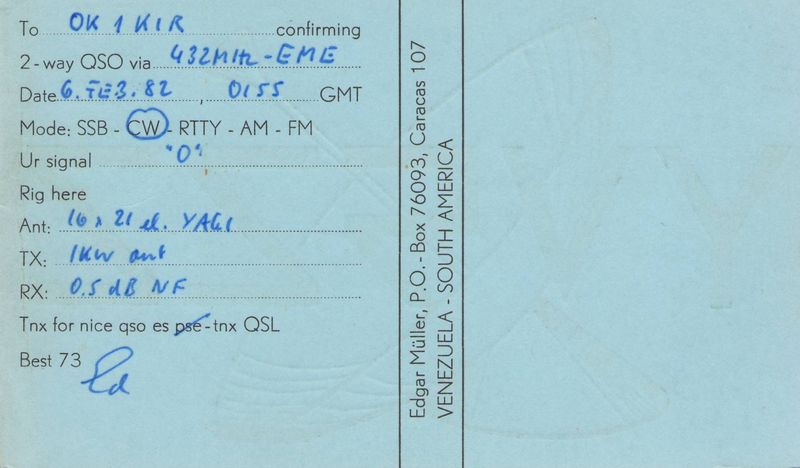 To OK 1 KIR confirming
2-way QSO via 432MHz-EME
Date 6. FEB. 82, 0155 GMT
Mode: SSB - CW - RTTY - AM - FM
Ur signal "O"
Rig here
Ant: 16 x 21 el. YAGI
TX: 1KW out
RX: 0.5 dB NF
Tnx for nice qso es pse-tnx QSL
Best 73 Ed
Edgar Müller, P.O.-Box 76093, Caracas 107
VENEZUELA - SOUTH AMERICA